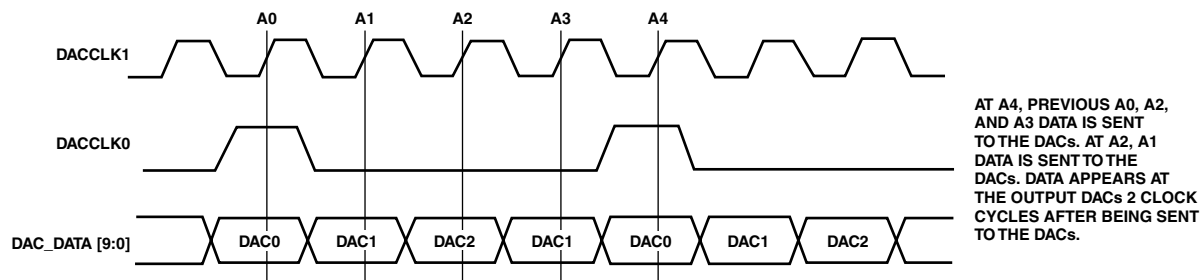 A0 A1 A2 A3 A4
DACCLK1
DACCLK0
DAC_DATA [9:0]
DAC0 DAC1 DAC2 DAC1 DAC0 DAC1 DAC2
AT A4, PREVIOUS A0, A2,
AND A3 DATA IS SENT
TO THE DACs. AT A2, A1
DATA IS SENT TO THE
DACs. DATA APPEARS AT
THE OUTPUT DACs 2 CLOCK
CYCLES AFTER BEING SENT
TO THE DACs.